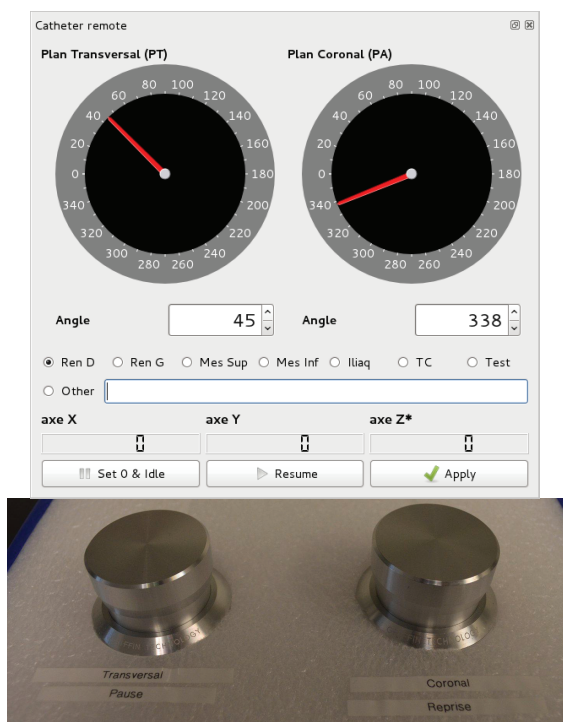 Catheter remote
Plan Transversal (PT)
Plan Coronal (PA)
0 20 40 60 80 100 120 140 160 180 200 220 240 260 280 300 320 340
0 20 40 60 80 100 120 140 160 180 200 220 240 260 280 300 320 340
Angle 45 Angle 338
Ren D Ren G Mes Sup Mes Inf Iliaq TC Test
Other
axe X axe Y axe Z*
0 0 0
Set 0 & Idle Resume Apply
Transversal
Pause
Coronal
Reprise